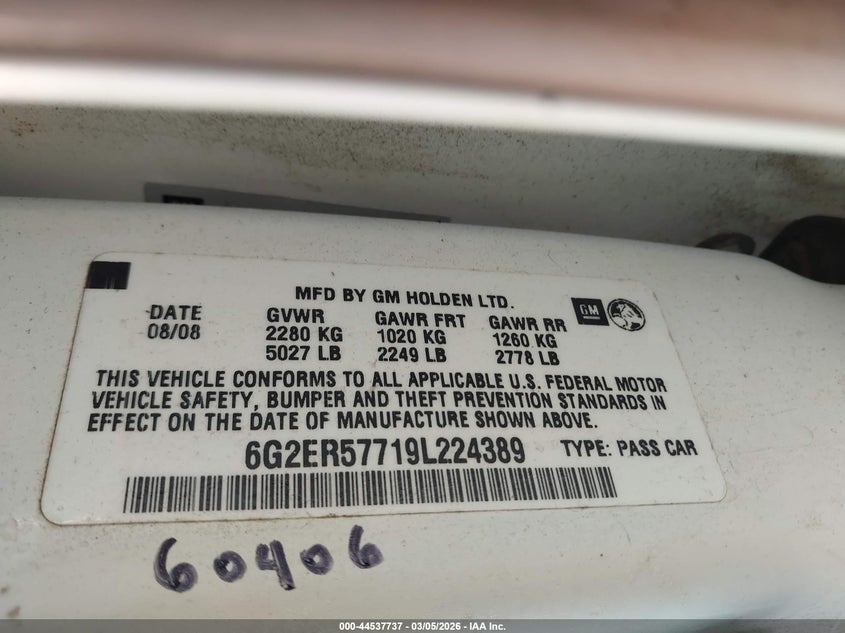 MFD BY GM HOLDEN LTD.
GM
DATE GVWR GAWR FRT GAWR RR
08/08 2280 KG 1020 KG 1260 KG
5027 LB 2249 LB 2778 LB
THIS VEHICLE CONFORMS TO ALL APPLICABLE U.S. FEDERAL MOTOR
VEHICLE SAFETY, BUMPER AND THEFT PREVENTION STANDARDS IN
EFFECT ON THE DATE OF MANUFACTURE SHOWN ABOVE.
6G2ER57719L224389 TYPE: PASS CAR
60406
000-44537737 - 03/05/2026 - IAA Inc.